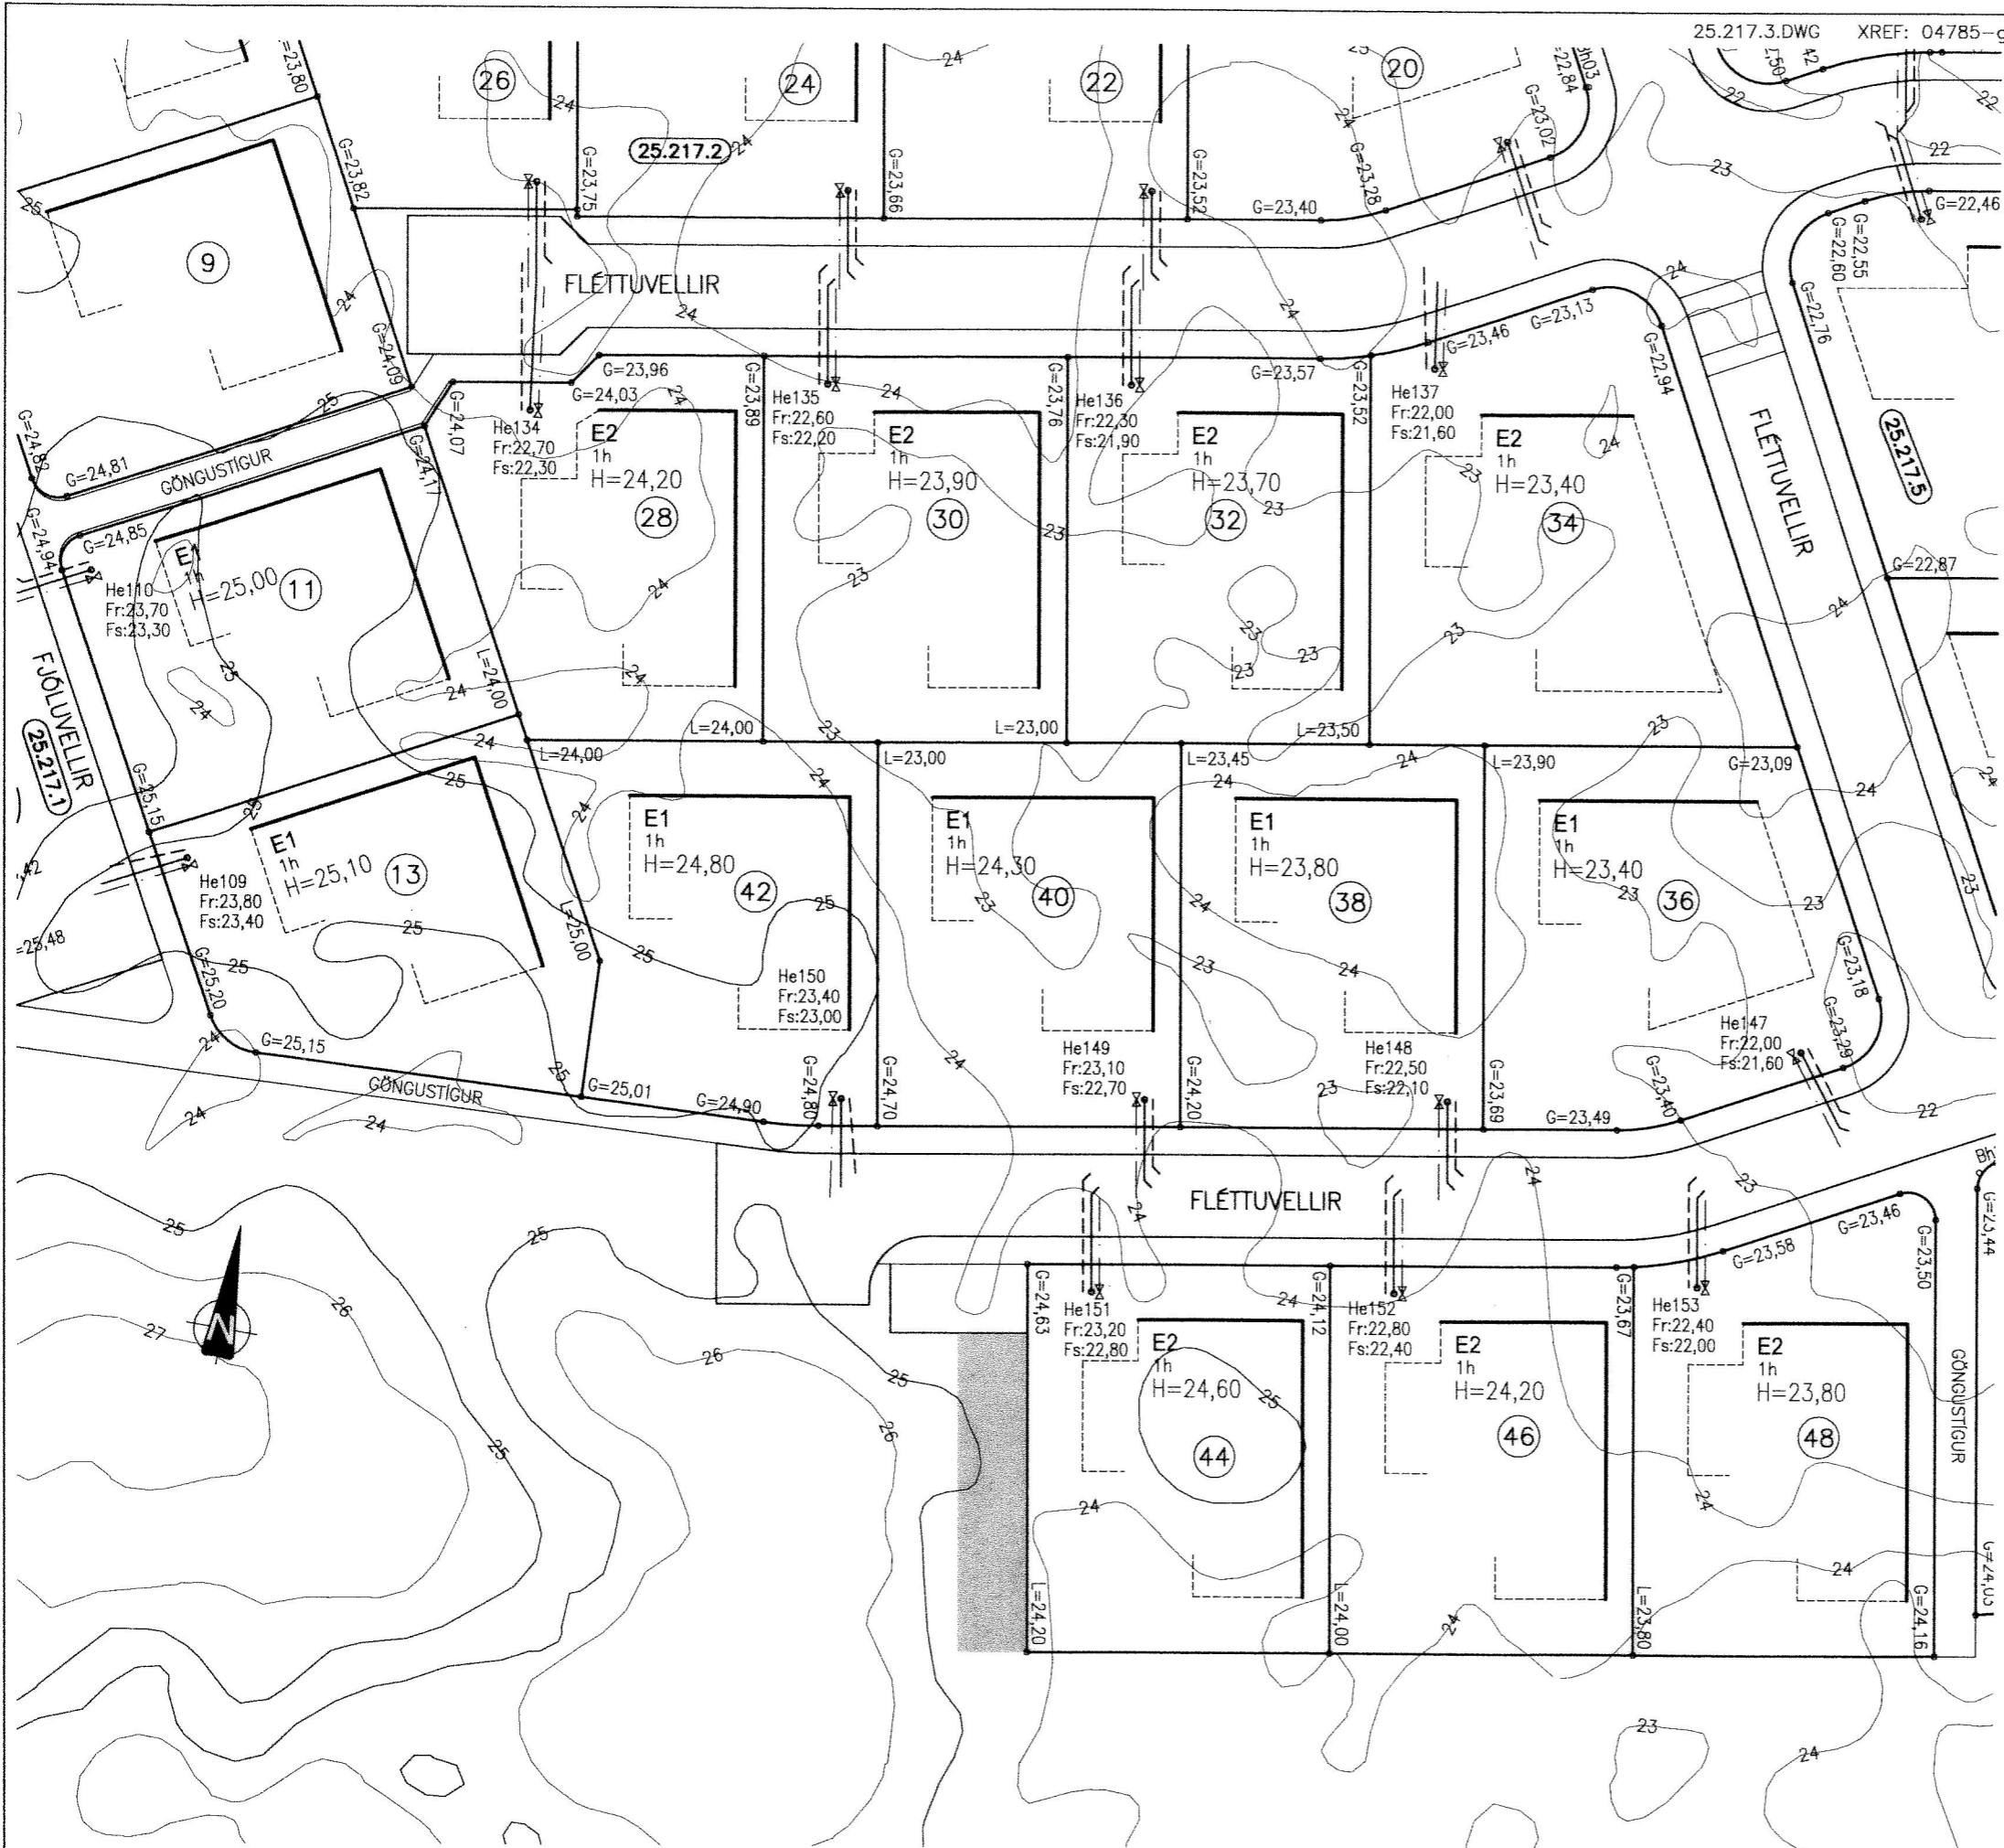 25.217.3.DWG XREF: 04785-g
=23,80
26
24
22
20
Bh03
=22,84
25.217.2
G=23,82
G=23,75
G=23,66
G=23,52
G=23,40
G=23,28
G=23,02
G=22,46
G=22,55
G=22,60
G=22,76
9
FLÉTTUVELLIR
G=24,09
G=23,96
G=24,03
G=24,07
G=23,89
G=23,76
G=23,57
G=23,52
G=23,46
G=23,13
G=22,94
FLÉTTUVELLIR
25.217.5
G=22,87
G=24,82
G=24,81
GÖNGUSTÍGUR
G=24,17
G=24,94
G=24,85
He134
Fr:22,70
Fs:22,30
E2
1h
H=24,20
28
He135
Fr:22,60
Fs:22,20
E2
1h
H=23,90
30
He136
Fr:22,30
Fs:21,90
E2
1h
H=23,70
32
He137
Fr:22,00
Fs:21,60
E2
1h
H=23,40
34
He110
Fr:23,70
Fs:23,30
E1
1h
H=25,00
11
FJÓLUVELLIR
25.217.1
L=24,00
L=24,00
L=24,00
L=23,00
L=23,00
L=23,45
L=23,50
L=23,90
G=23,09
G=25,15
He109
Fr:23,80
Fs:23,40
E1
1h
H=25,10
13
=25,48
L=25,00
E1
1h
H=24,80
42
E1
1h
H=24,30
40
E1
1h
H=23,80
38
E1
1h
H=23,40
36
G=25,20
G=25,15
GÖNGUSTÍGUR
G=25,01
G=24,90
He150
Fr:23,40
Fs:23,00
G=24,80
G=24,70
He149
Fr:23,10
Fs:22,70
G=24,20
He148
Fr:22,50
Fs:22,10
G=23,69
G=23,49
G=23,40
He147
Fr:22,00
Fs:21,60
G=23,29
G=23,18
FLÉTTUVELLIR
G=23,58
G=23,46
G=23,50
G=23,44
N
G=24,63
He151
Fr:23,20
Fs:22,80
E2
1h
H=24,60
44
G=24,12
He152
Fr:22,80
Fs:22,40
E2
1h
H=24,20
46
G=23,67
He153
Fr:22,40
Fs:22,00
E2
1h
H=23,80
48
GÖNGUSTÍGUR
L=24,20
L=24,00
L=23,80
G=24,16
25
26
27
24
23
22